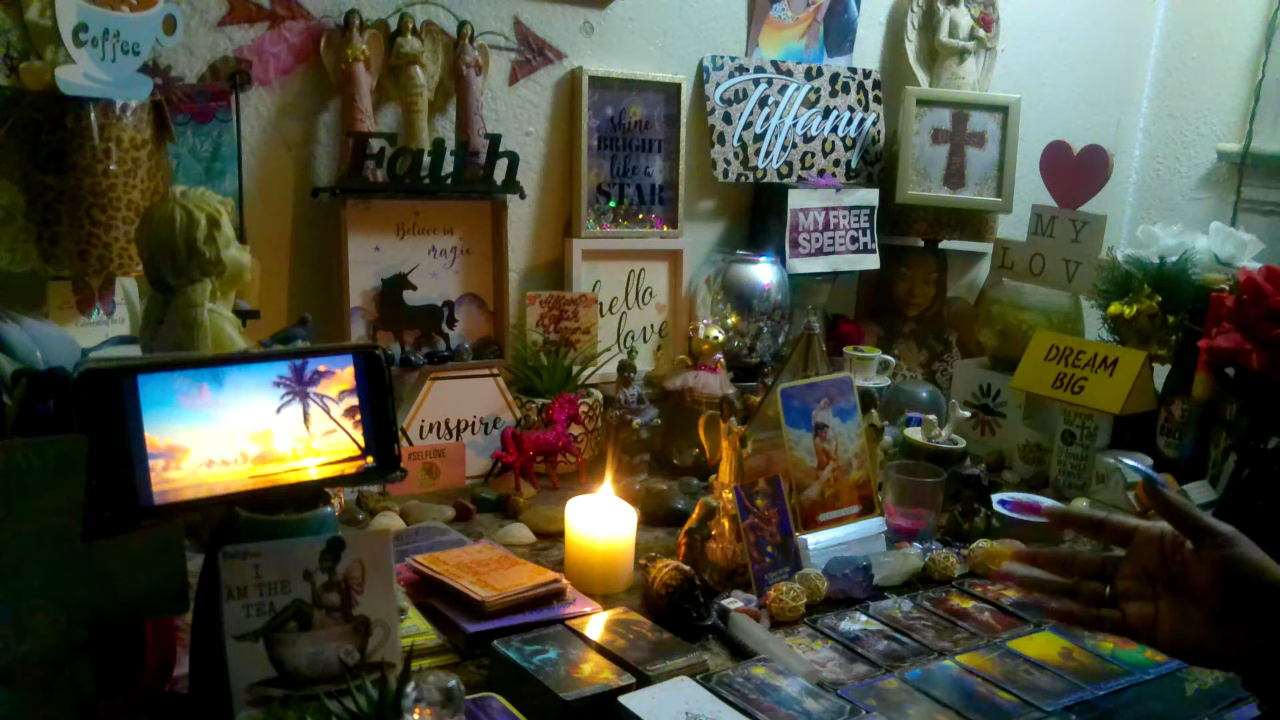 Coffee
Faith
shine
BRIGHT
like a
STAR
Tiffany
MY FREE
SPEECH.
Believe in
magic
hello
love
MY
LOV
DREAM
BIG
inspire
#SELFLOVE
I
AM THE
TEA